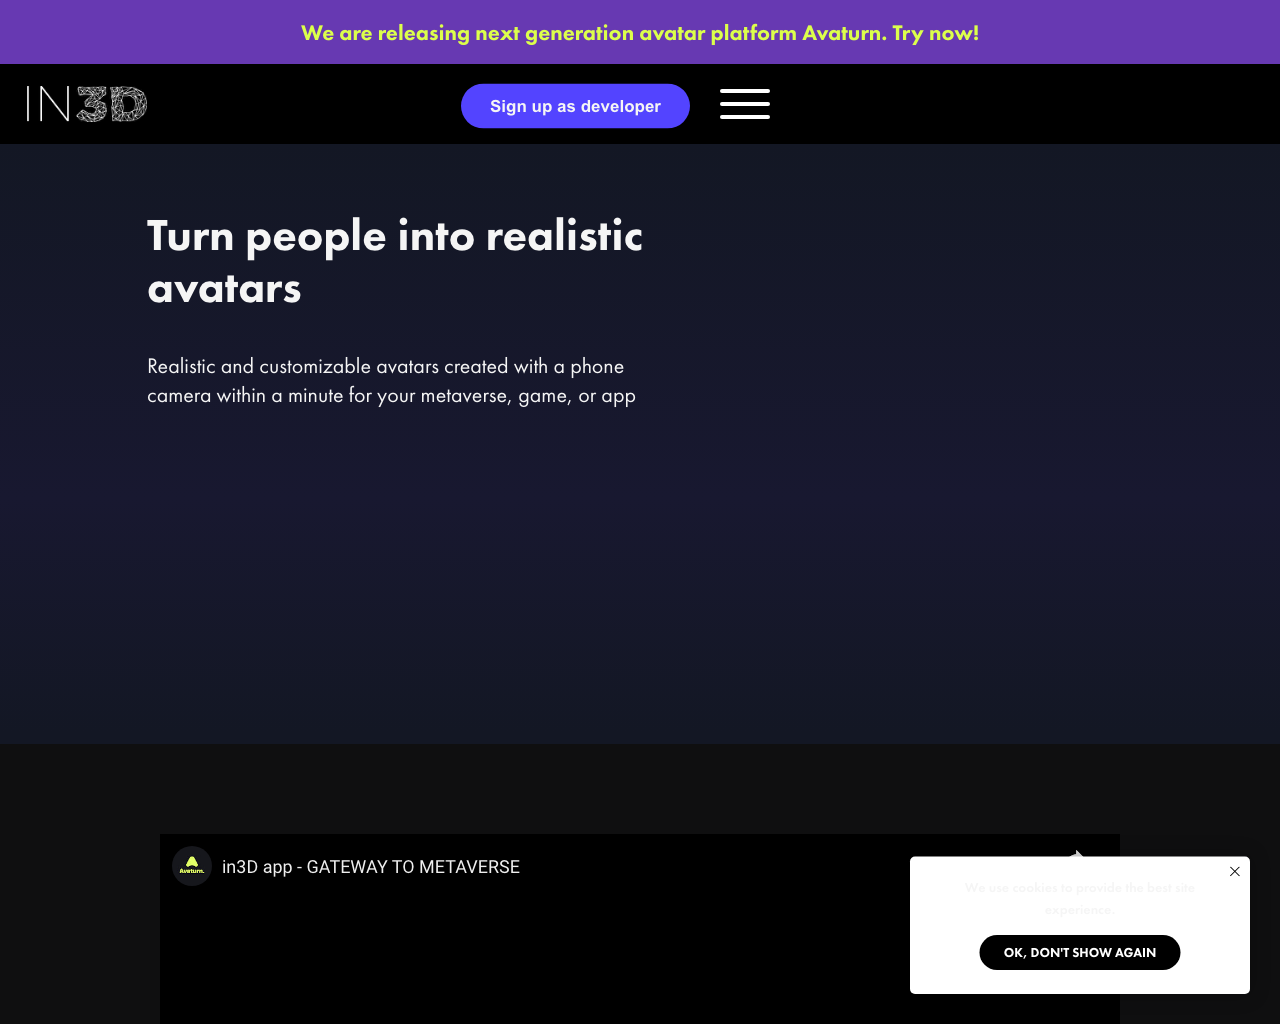 We are releasing next generation avatar platform Avaturn. Try now!
IN3D
Sign up as developer
Turn people into realistic
avatars
Realistic and customizable avatars created with a phone
camera within a minute for your metaverse, game, or app
Avaturn.
in3D app - GATEWAY TO METAVERSE
We use cookies to provide the best site
experience.
OK, DON'T SHOW AGAIN